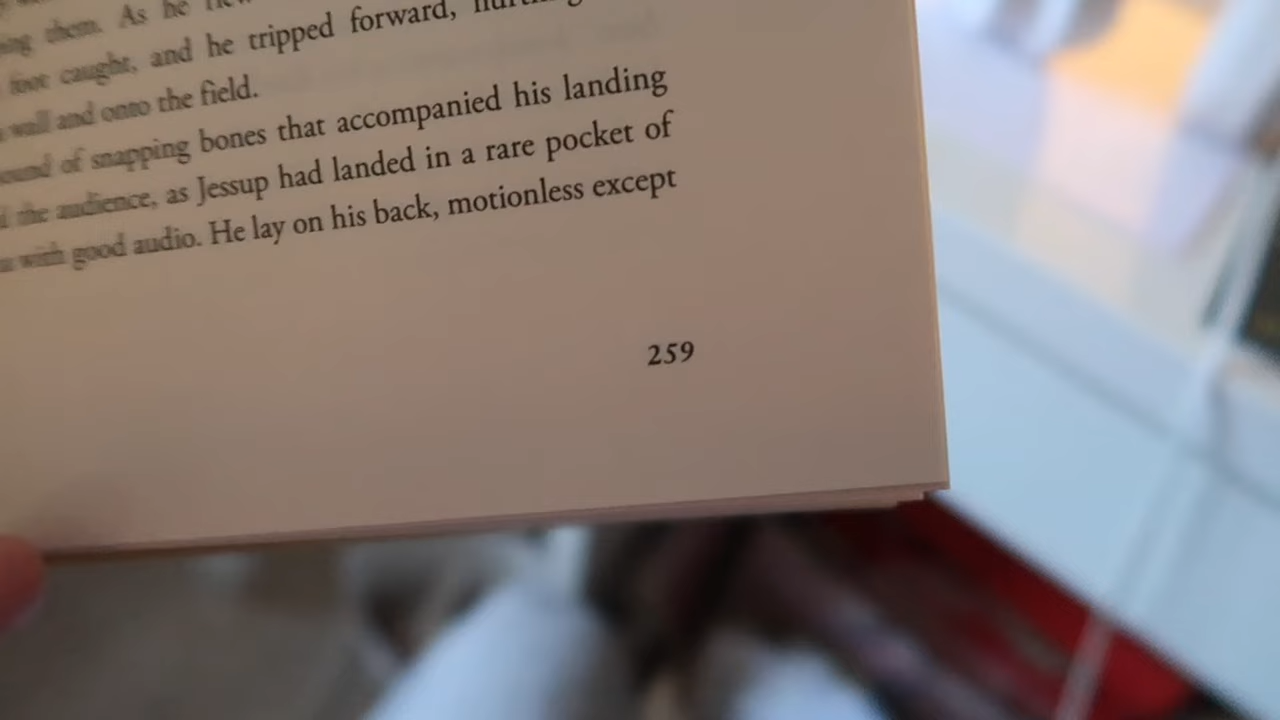 them. As he
foot caught, and he tripped forward,
wall and onto the field.
of snapping bones that accompanied his landing
the audience, as Jessup had landed in a rare pocket of
with good audio. He lay on his back, motionless except
259